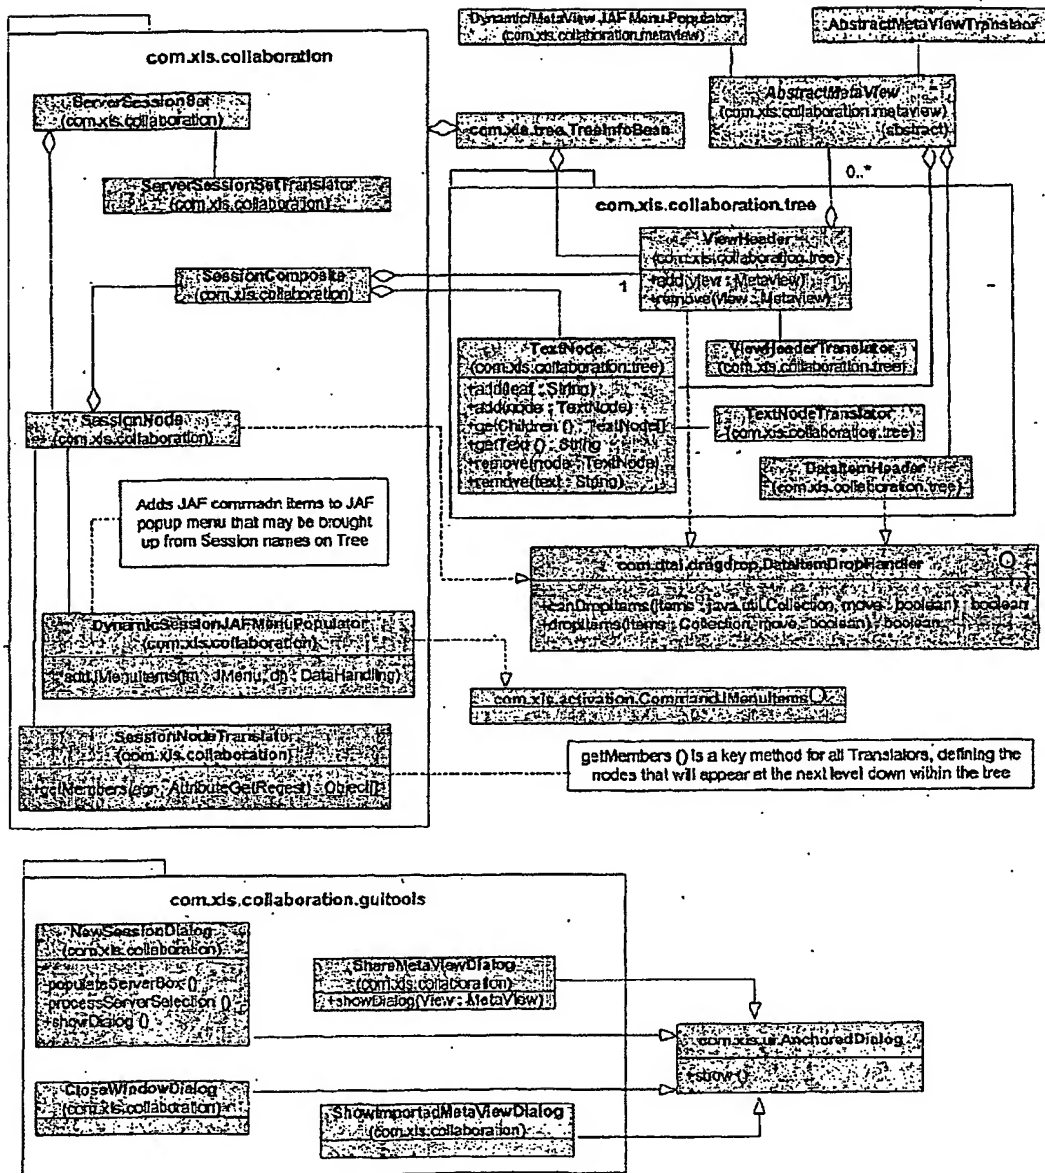 DynamicMetaView JAF Menu Populator
(com.xls.collaboration.metaview)
AbstractMetaViewTranslaor
com.xls.collaboration
ServerSessionSet
(com.xls.collaboration)
AbstractMetaView
(com.xls.collaboration.metaview)
(sbstract)
com.xls.tree.TreeInfoBean
0..*
ServerSessionSetTranslator
(com.xls.collaboration)
com.xls.collaboration.tree
ViewHeader
(com.xls.collaboration.tree)
+add(view : Metaview)
+remove(View : Metaview)
SessionComposite
(com.xls.collaboration)
1
TextNode
(com.xls.collaboration.tree)
+add(leaf : String)
+add(node : TextNode)
+getChildren () : TextNode[]
+getText () : String
+remove(node : TextNode)
+remove(text : String)
ViewHeaderTranslator
(com.xls.collaboration.tree)
TextNodeTranslator
(com.xls.collaboration.tree)
DataItemHeader
(com.xls.collaboration.tree)
SessionNode
(com.xls.collaboration)
Adds JAF commadn items to JAF
popup menu that may be brought
up from Session names on Tree
com.dtai.dragdrop.DataItemDropHandler
+canDropItems(items : java.util.Collection, move : boolean) : boolean
+dropItems(items : Collection, move : boolean) : boolean
DynamicSessionJAFMenuPopulator
(com.xls.collaboration)
+addJMenuItems(jm : JMenu, dh : DataHandling)
com.xls.activation.CommandJMenuItems
SessionNodeTranslator
(com.xls.collaboration)
+getMembers(agr : AttributeGetReqest) : Object[]
getMembers () is a key method for all Translators, defining the
nodes that will appear at the next level down within the tree
com.xls.collaboration.guitools
NewSessionDialog
(com.xls.collaboration)
-populateServerBox ()
-processServerSelection ()
+showDialog ()
ShareMetaViewDialog
(com.xls.collaboration)
+showDialog(View : MetaView)
com.xls.ui.AnchoredDialog
+show ()
CloseWindowDialog
(com.xls.collaboration)
ShowImportadMetaViewDialog
(com.xls.collaboration)